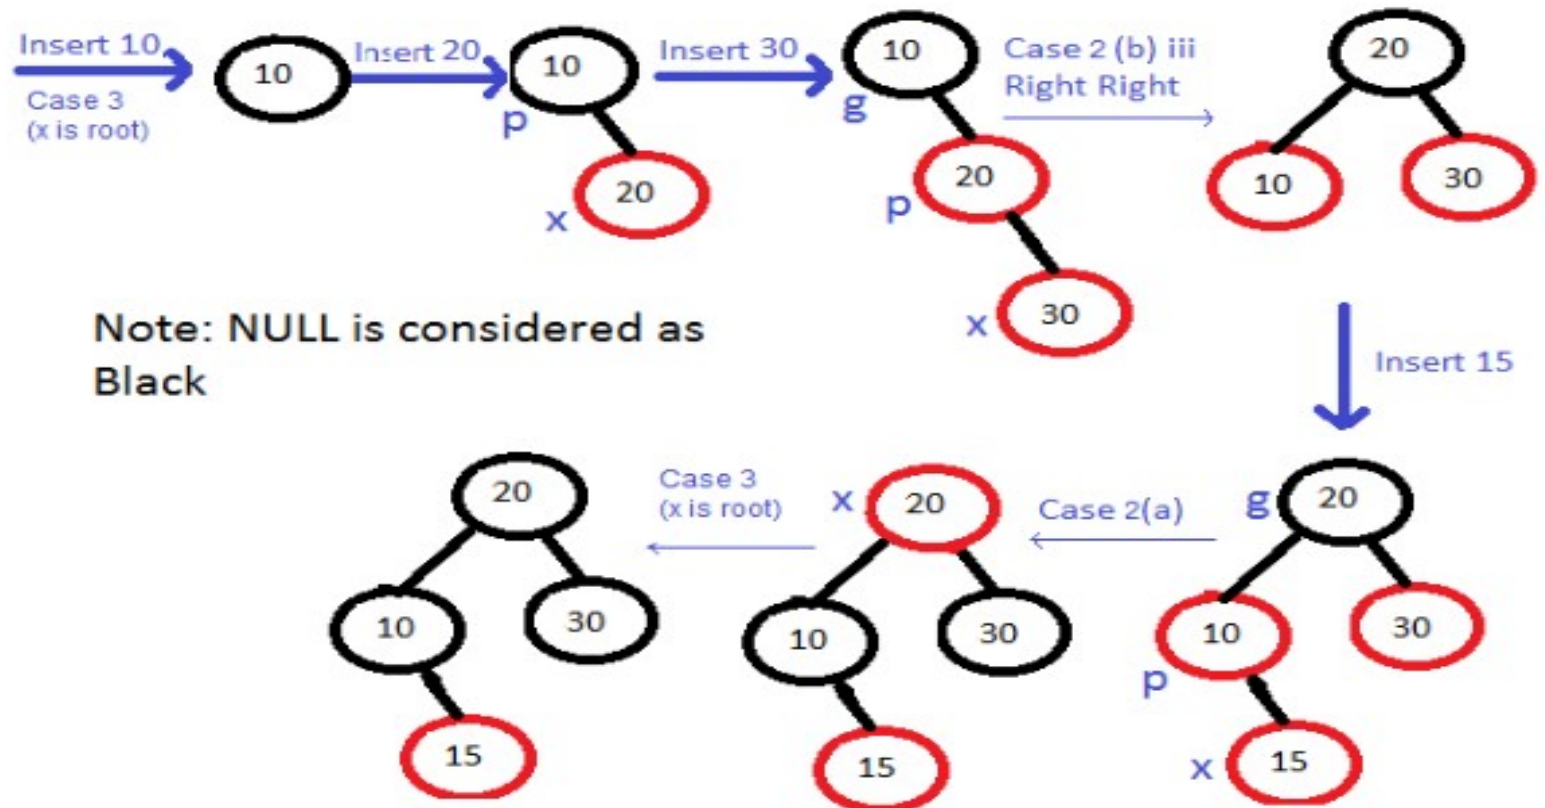 Insert 10
Case 3
(x is root)
10
Insert 20
10
p
20
x
Insert 30
10
g
20
p
30
x
Case 2 (b) iii
Right Right
20
10
30
Note: NULL is considered as
Black
Insert 15
g
20
10
30
p
15
x
Case 2(a)
x
20
10
30
15
Case 3
(x is root)
20
10
30
15